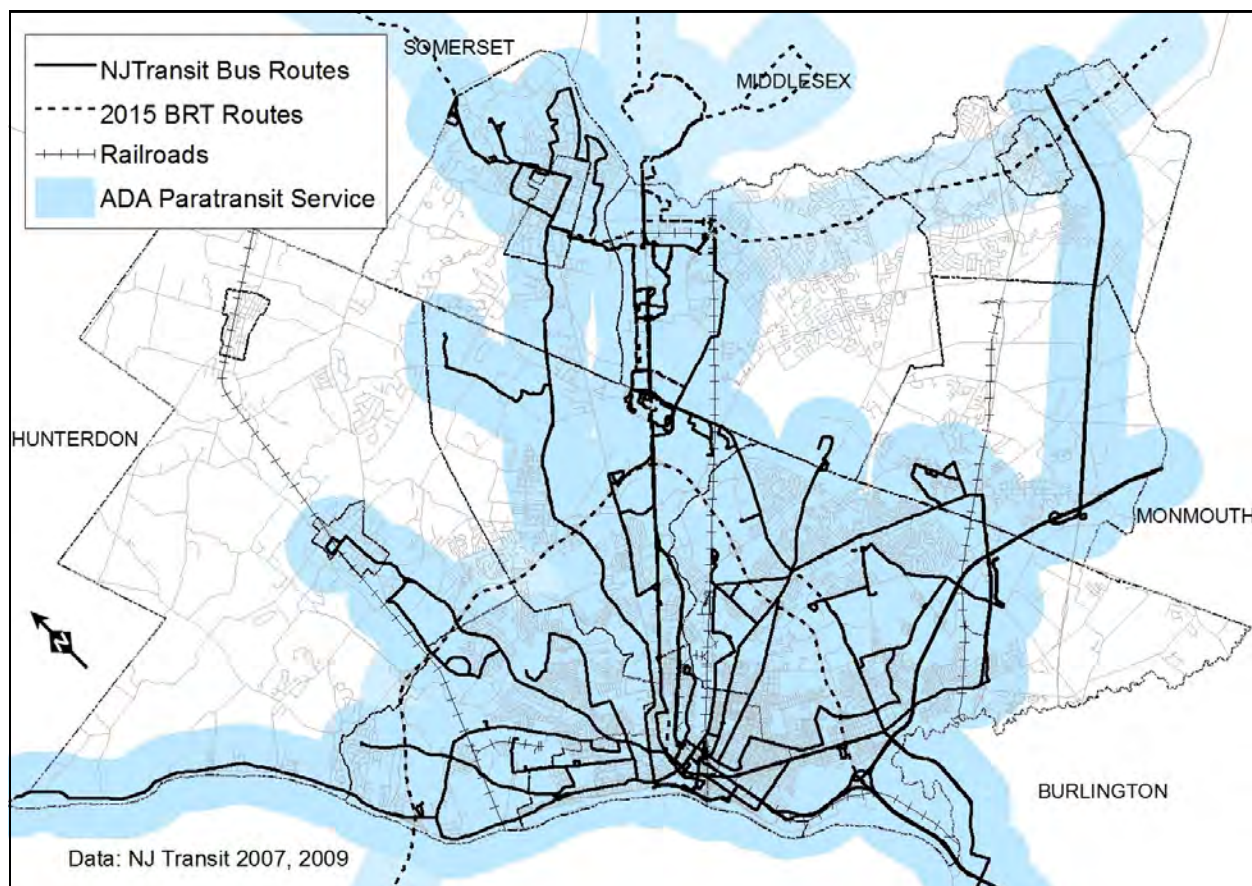 NJTransit Bus Routes
2015 BRT Routes
Railroads
ADA Paratransit Service
SOMERSET
MIDDLESEX
HUNTERDON
MONMOUTH
N
BURLINGTON
Data: NJ Transit 2007, 2009